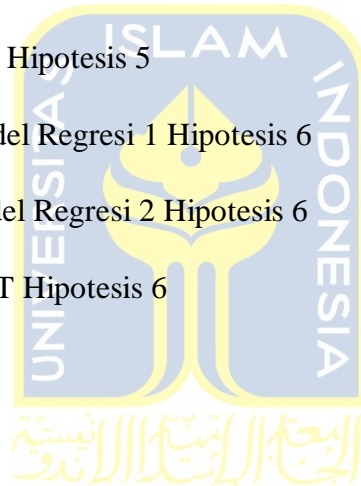 ISLAM
Hipotesis 5
del Regresi 1 Hipotesis 6
del Regresi 2 Hipotesis 6
T Hipotesis 6
UNIVERSITAS
INDONESIA